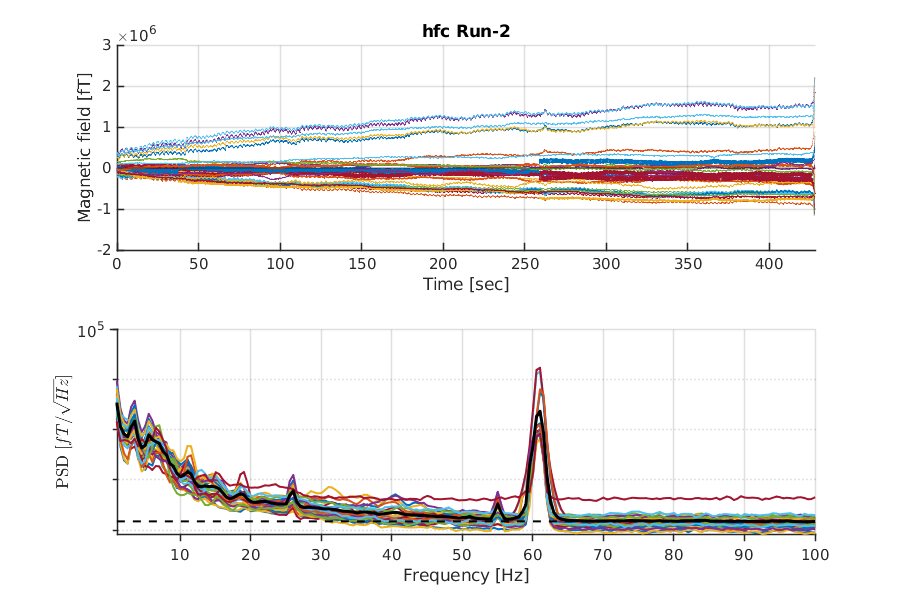 hfc Run-2
×10^6
3
2
1
0
-1
-2
Magnetic field [fT]
0 50 100 150 200 250 300 350 400
Time [sec]
10^5
PSD [fT/√Hz]
10 20 30 40 50 60 70 80 90 100
Frequency [Hz]